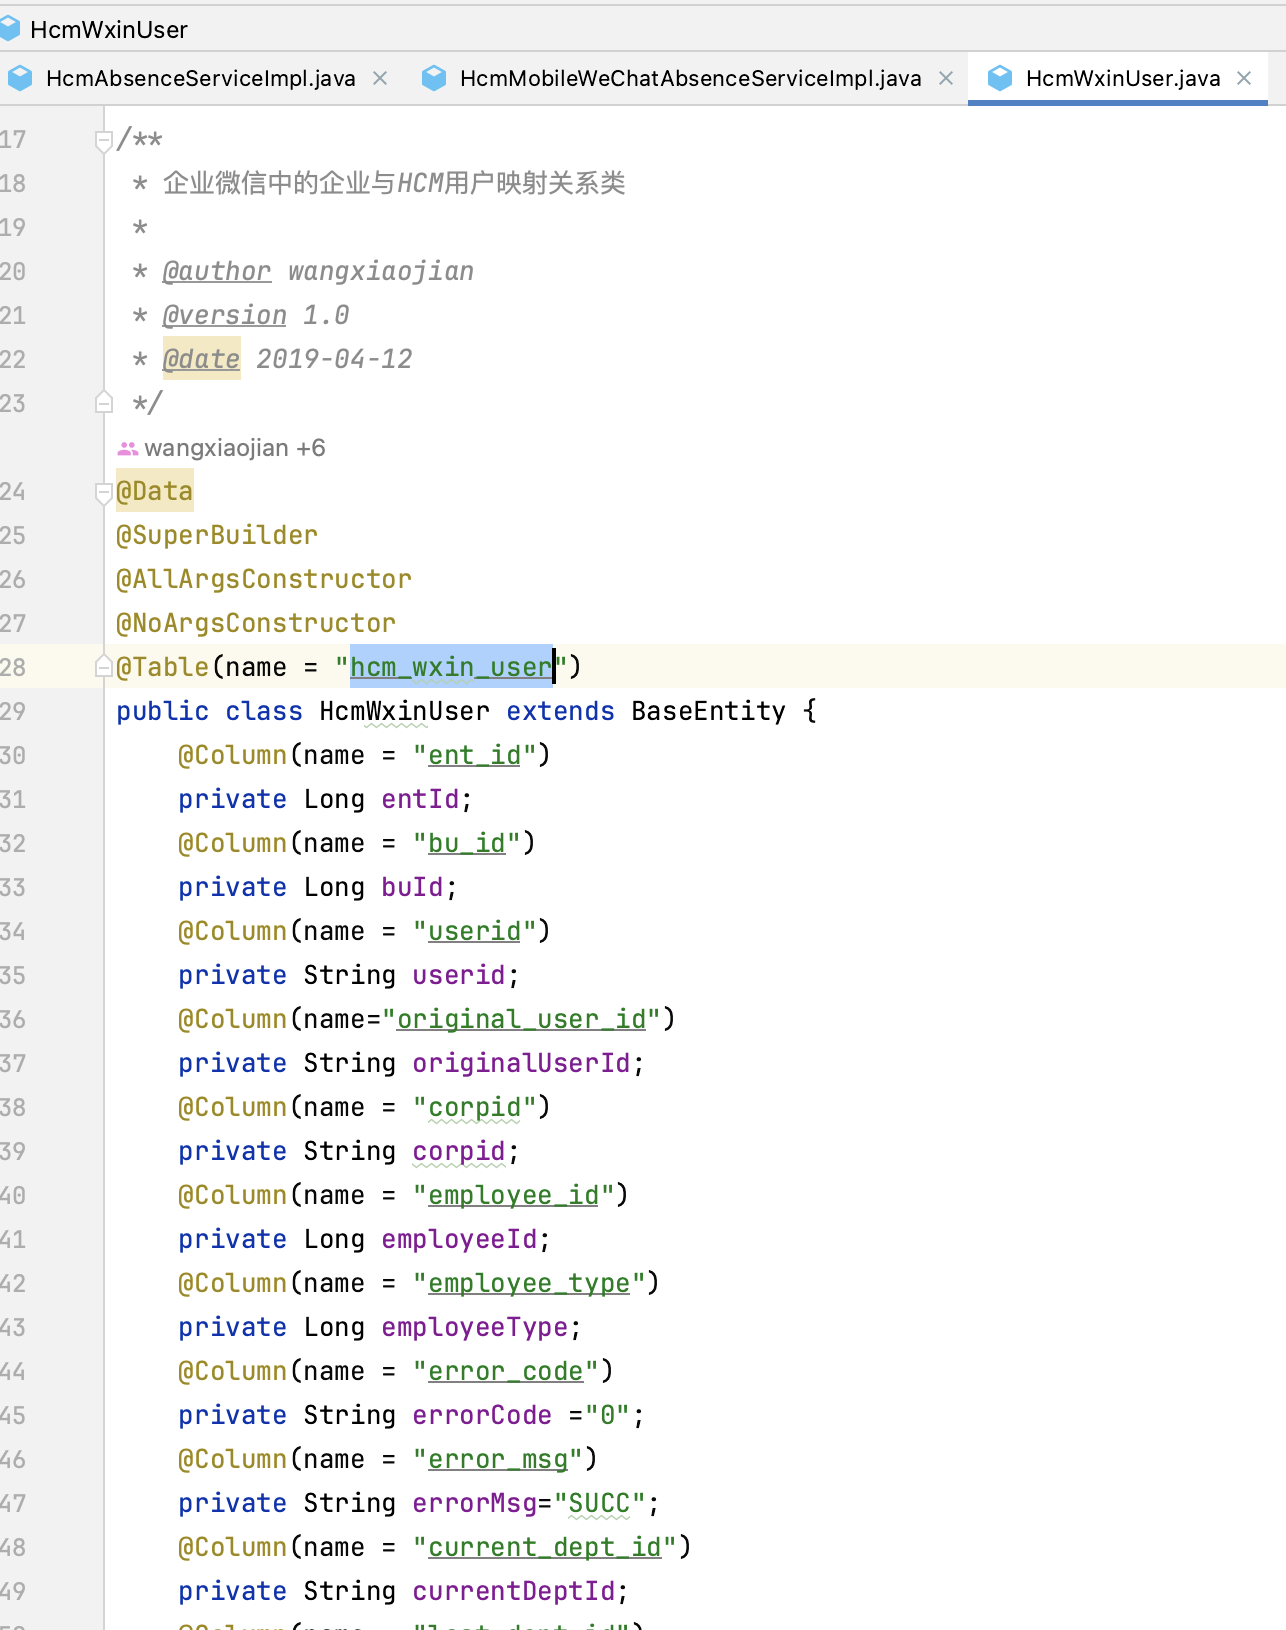 HcmWxinUser
HcmAbsenceServiceImpl.java HcmMobileWeChatAbsenceServiceImpl.java HcmWxinUser.java
17 /**
18 * 企业微信中的企业与HCM用户映射关系类
19 *
20 * @author wangxiaojian
21 * @version 1.0
22 * @date 2019-04-12
23 */
wangxiaojian +6
24 @Data
25 @SuperBuilder
26 @AllArgsConstructor
27 @NoArgsConstructor
28 @Table(name = "hcm_wxin_user")
29 public class HcmWxinUser extends BaseEntity {
30 @Column(name = "ent_id")
31 private Long entId;
32 @Column(name = "bu_id")
33 private Long buId;
34 @Column(name = "userid")
35 private String userid;
36 @Column(name="original_user_id")
37 private String originalUserId;
38 @Column(name = "corpid")
39 private String corpid;
40 @Column(name = "employee_id")
41 private Long employeeId;
42 @Column(name = "employee_type")
43 private Long employeeType;
44 @Column(name = "error_code")
45 private String errorCode ="0";
46 @Column(name = "error_msg")
47 private String errorMsg="SUCC";
48 @Column(name = "current_dept_id")
49 private String currentDeptId;